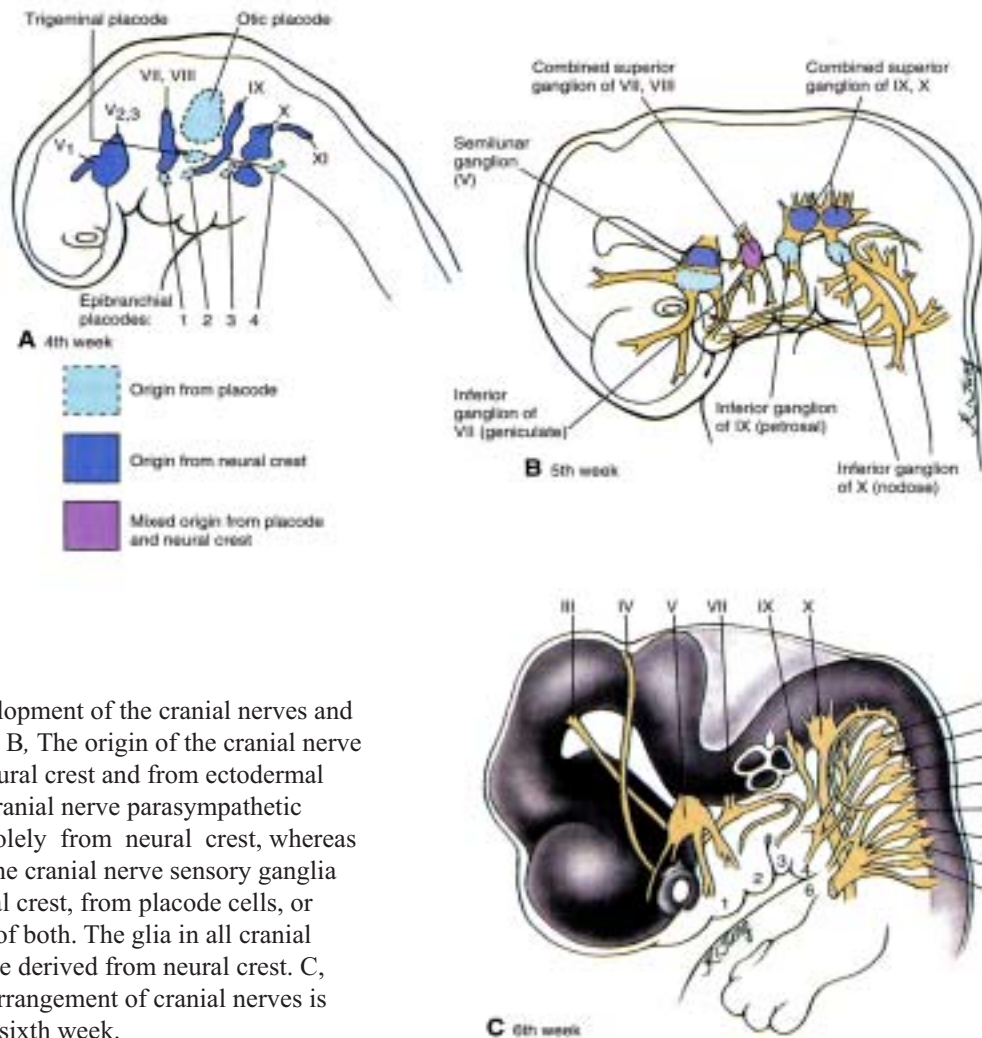 Trigeminal placode
Otic placode
VII, VIII
IX
V2,3
X
V1
XI
Epibranchial
placodes: 1 2 3 4
A 4th week
Origin from placode
Origin from neural crest
Mixed origin from placode
and neural crest
Combined superior
ganglion of VII, VIII
Combined superior
ganglion of IX, X
Semilunar
ganglion
(V)
Inferior
ganglion of
VII (geniculate)
Inferior ganglion
of IX (petrosal)
Inferior ganglion
of X (nodose)
B 5th week
III IV V VII IX X
1
2
3
4
6
C 6th week
lopment of the cranial nerves and
B, The origin of the cranial nerve
ural crest and from ectodermal
ranial nerve parasympathetic
olely from neural crest, whereas
ne cranial nerve sensory ganglia
al crest, from placode cells, or
of both. The glia in all cranial
e derived from neural crest. C,
rrangement of cranial nerves is
sixth week.